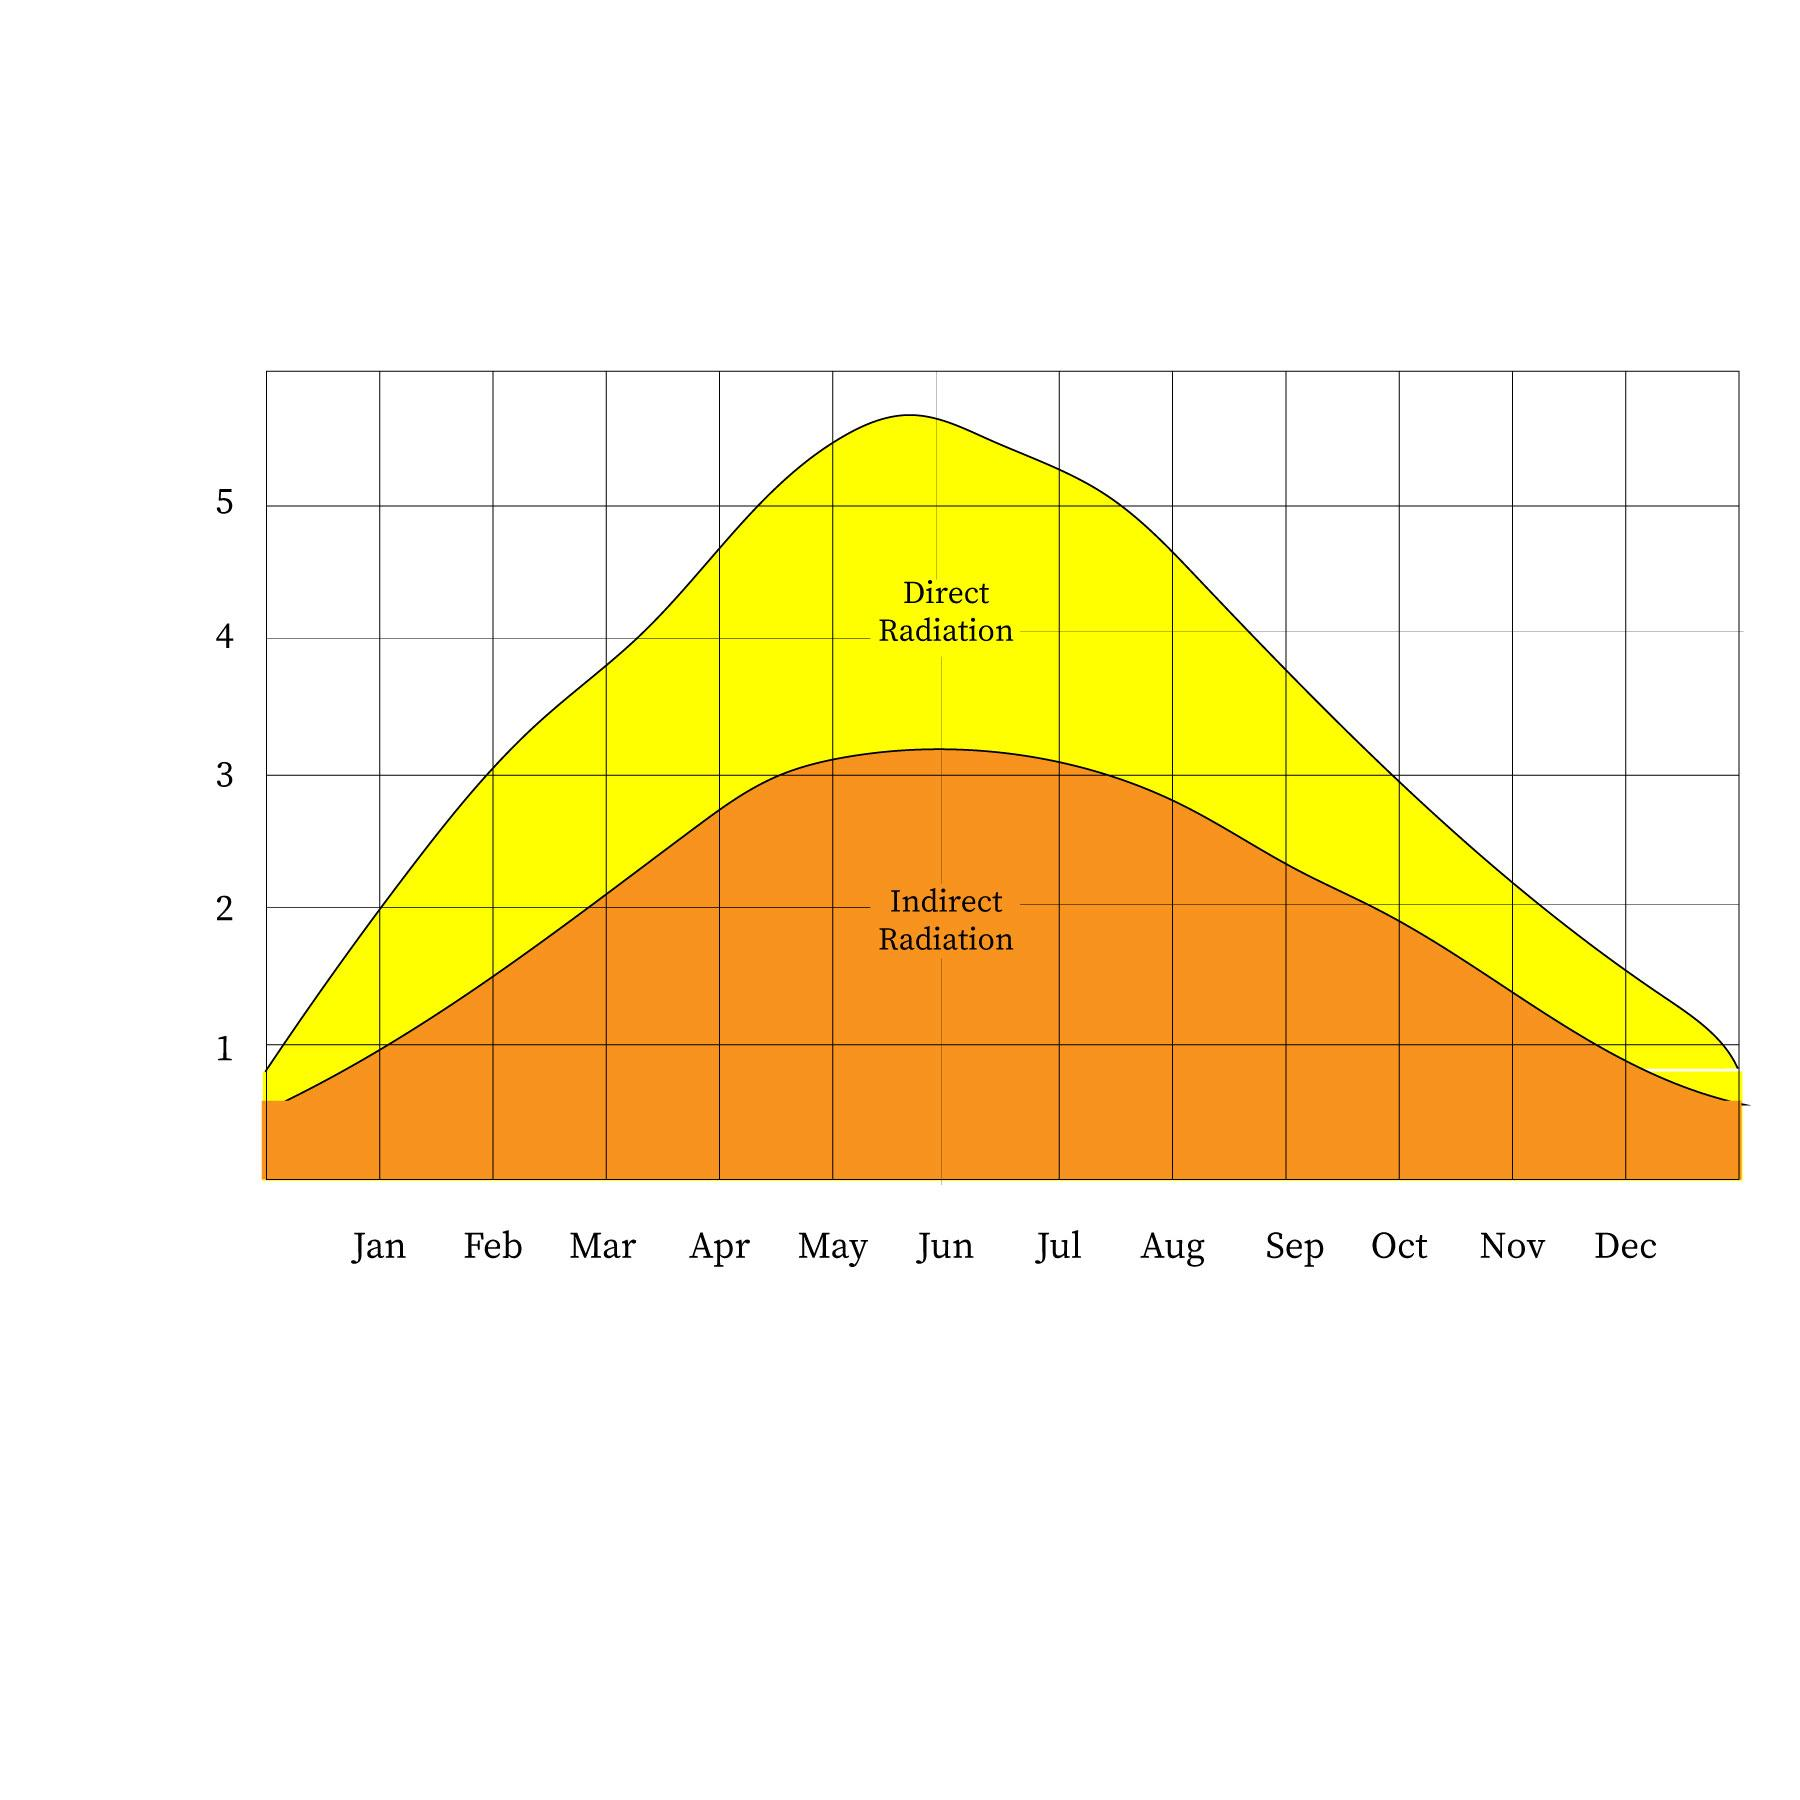 5
4
3
2
1
Direct
Radiation
Indirect
Radiation
Jan Feb Mar Apr May Jun Jul Aug Sep Oct Nov Dec